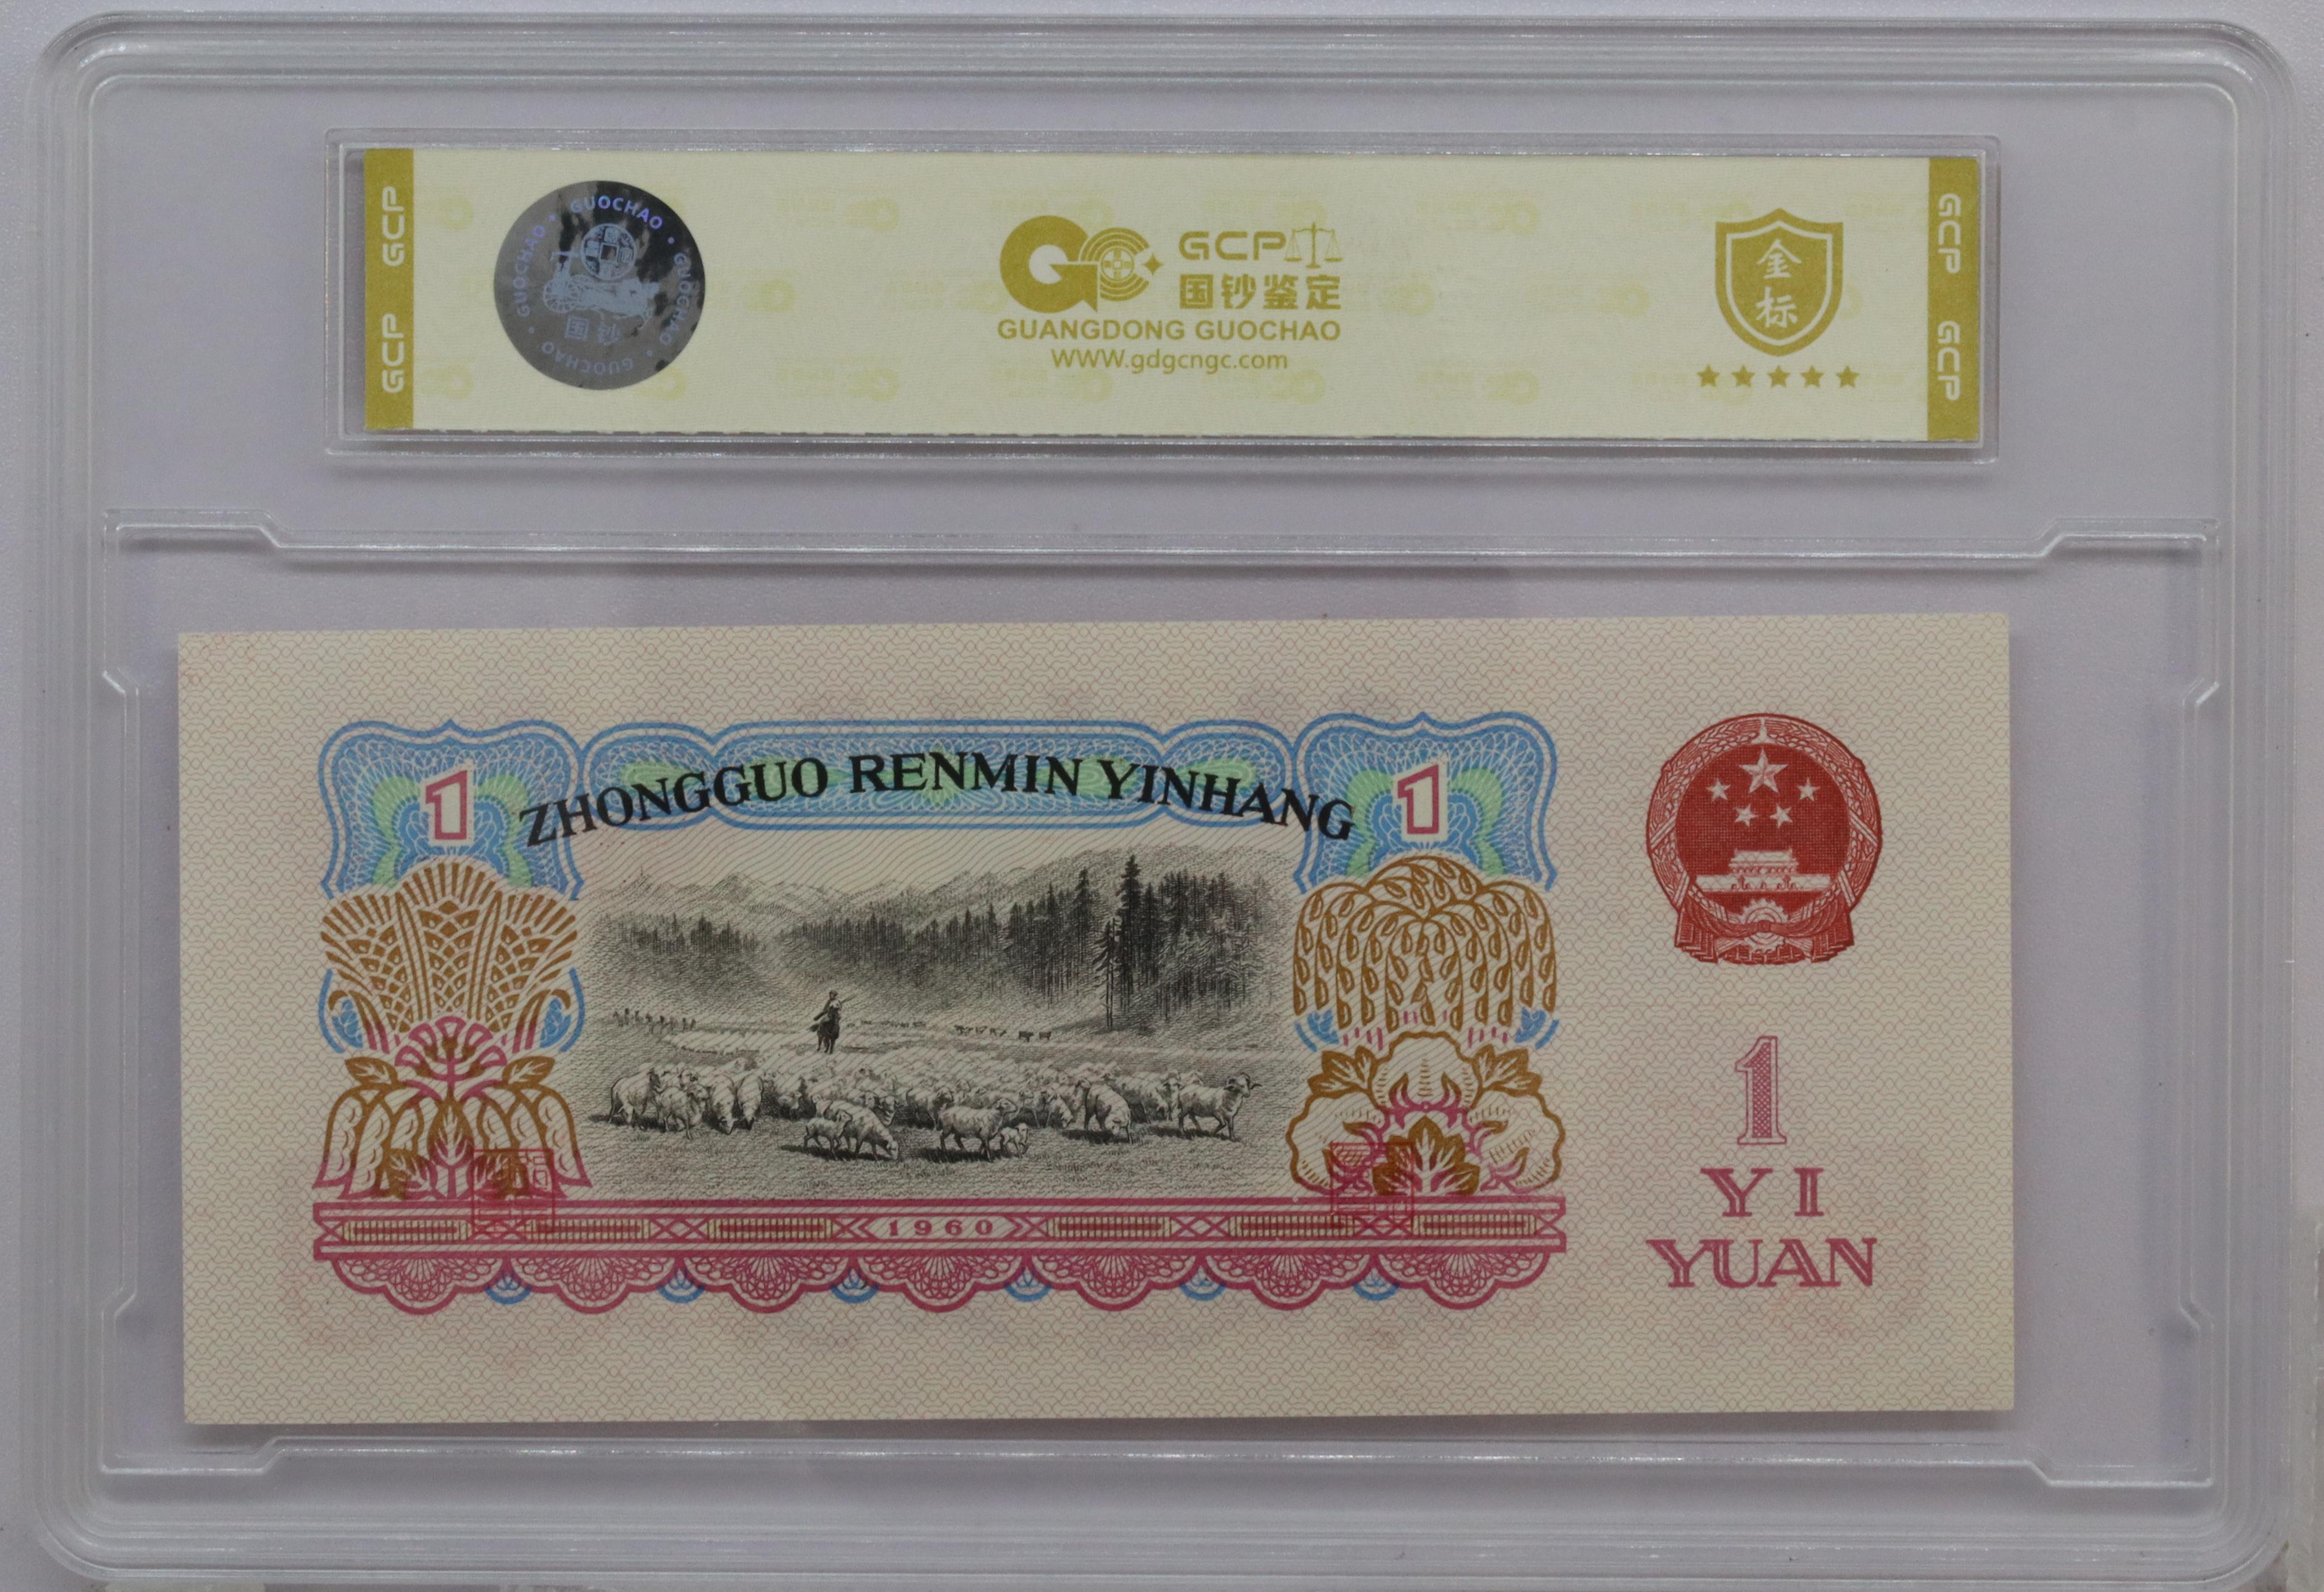 GCP GCP
GUOCHAO · GUOCHAO · GUOCHAO · GUOCHAO
国钞
GCP
国钞鉴定
GUANGDONG GUOCHAO
WWW.gdgcngc.com
金标
GCP GCP
1
ZHONGGUO RENMIN YINHANG
1
1960
1
YI
YUAN